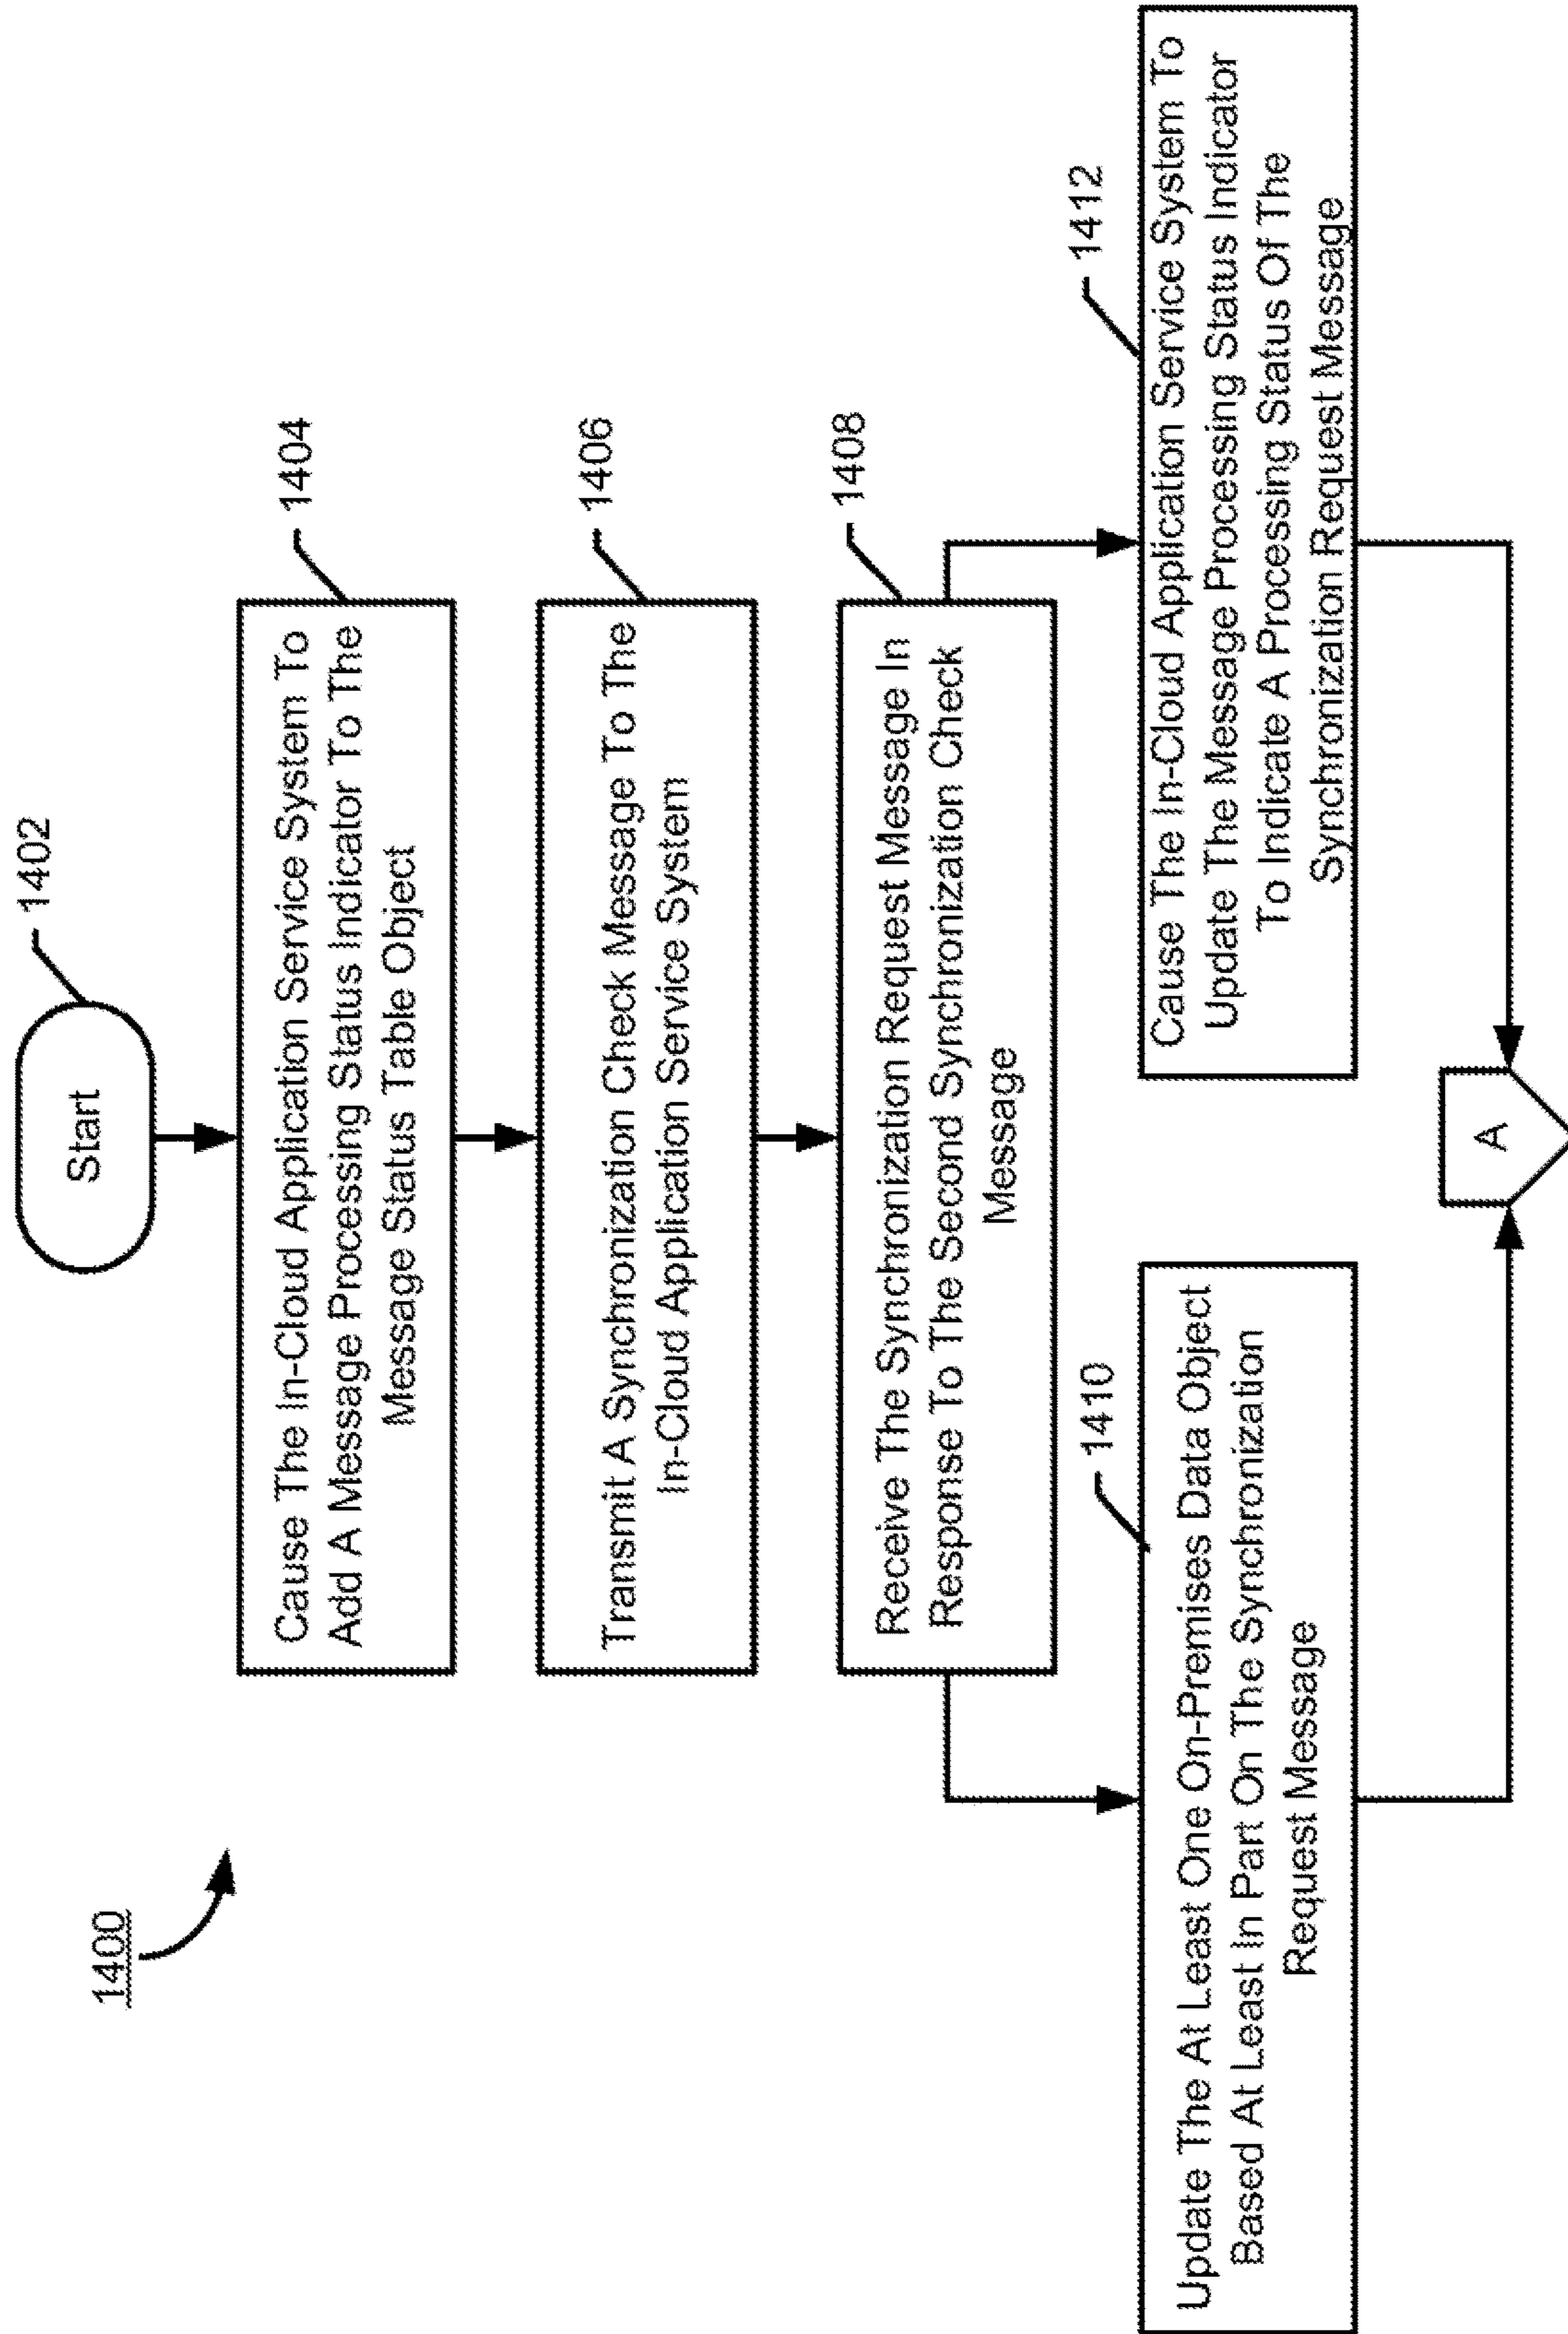 1400
Start
1402
Cause The In-Cloud Application Service System To
Add A Message Processing Status Indicator To The
Message Status Table Object
1404
Transmit A Synchronization Check Message To The
In-Cloud Application Service System
1406
Receive The Synchronization Request Message In
Response To The Second Synchronization Check
Message
1408
Update The At Least One On-Premises Data Object
Based At Least In Part On The Synchronization
Request Message
1410
Cause The In-Cloud Application Service System To
Update The Message Processing Status Indicator
To Indicate A Processing Status Of The
Synchronization Request Message
1412
A